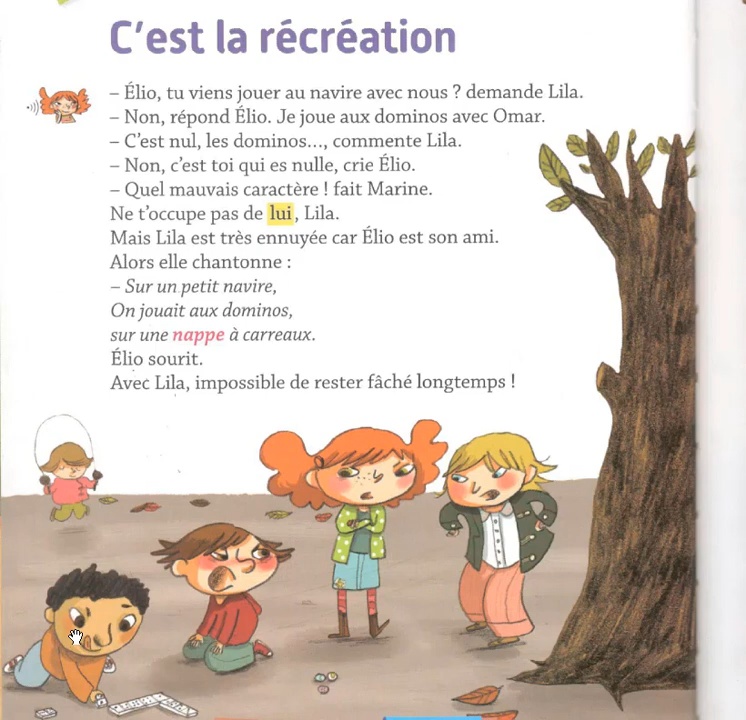 C'est la récréation
– Élio, tu viens jouer au navire avec nous ? demande Lila.
– Non, répond Élio. Je joue aux dominos avec Omar.
– C'est nul, les dominos..., commente Lila.
– Non, c'est toi qui es nulle, crie Élio.
– Quel mauvais caractère ! fait Marine.
Ne t'occupe pas de lui, Lila.
Mais Lila est très ennuyée car Élio est son ami.
Alors elle chantonne :
– Sur un petit navire,
On jouait aux dominos,
sur une nappe à carreaux.
Élio sourit.
Avec Lila, impossible de rester fâché longtemps !